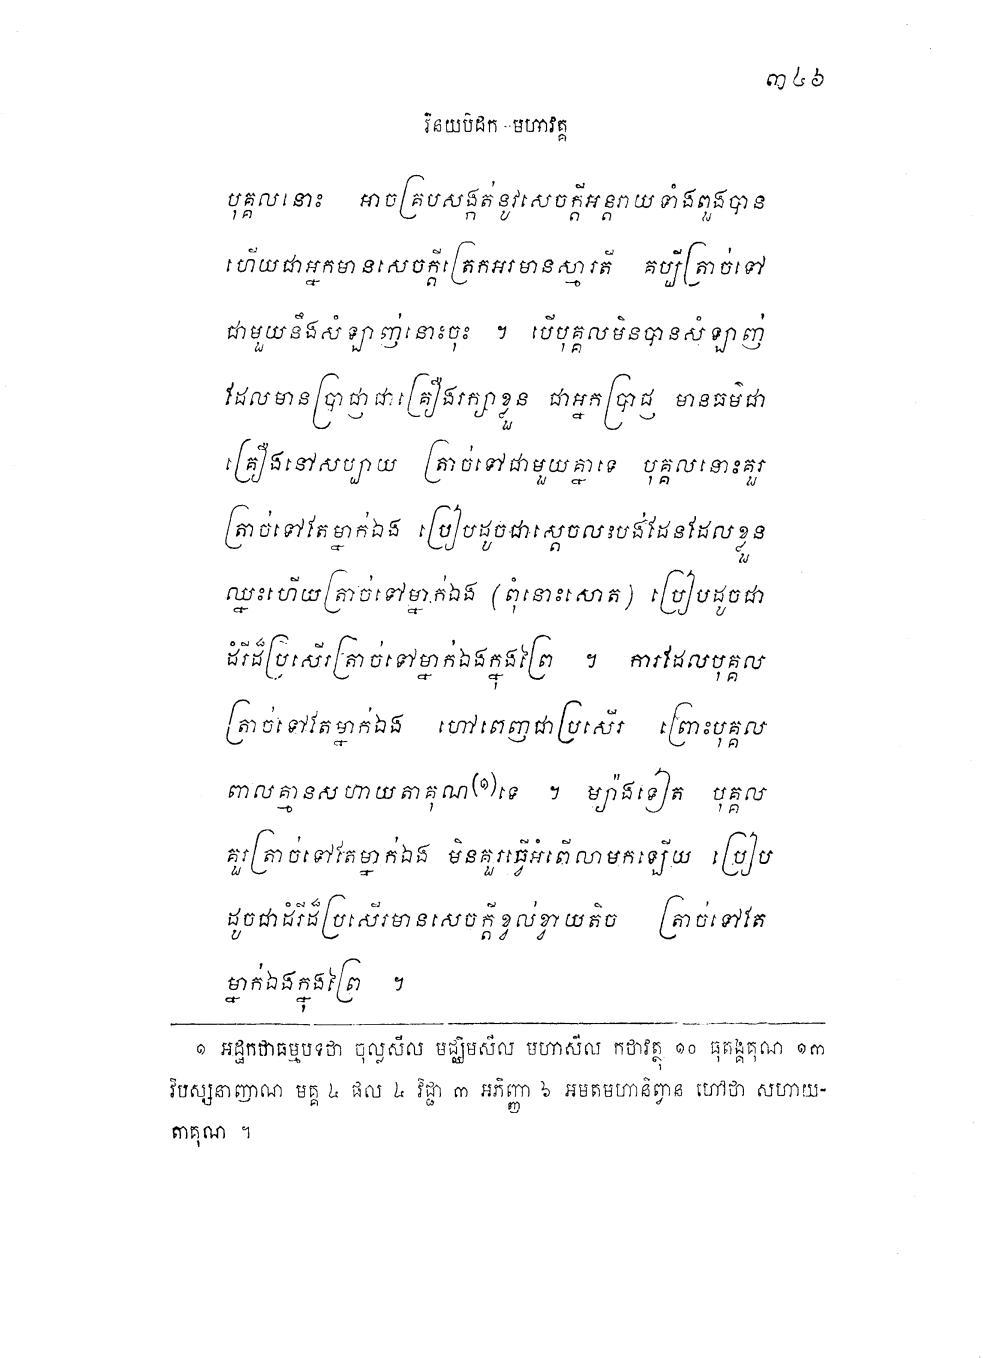 ៣៤៦
វិនយបិដក - មហាវគ្គ
បុគ្គលនោះ អាចគ្របសង្កត់នូវសេចក្តីអន្តរាយទាំងពួងបាន
ហើយជាអ្នកមានសេចក្តីត្រេកអរមានស្មារតី គប្បីត្រាច់ទៅ
ជាមួយនឹងសំឡាញ់នោះចុះ ។ បើបុគ្គលមិនបានសំឡាញ់
ដែលមានប្រាជ្ញាជាគ្រឿងរក្សាខ្លួន ជាអ្នកប្រាជ្ញ មានធម៌ជា
គ្រឿងនៅសប្បាយ ត្រាច់ទៅជាមួយគ្នាទេ បុគ្គលនោះគួរ
ត្រាច់ទៅតែម្នាក់ឯង ប្រៀបដូចជាស្តេចលះបង់ដែនដែលខ្លួន
ឈ្នះហើយត្រាច់ទៅម្នាក់ឯង (ពុំនោះសោត) ប្រៀបដូចជា
ដំរីដ៏ប្រសើរត្រាច់ទៅម្នាក់ឯងក្នុងព្រៃ ។ ការដែលបុគ្គល
ត្រាច់ទៅតែម្នាក់ឯង ហៅពេញជាប្រសើរ ព្រោះបុគ្គល
ពាលគ្មានសហាយតាគុណ(១)ទេ ។ ម្យ៉ាងទៀត បុគ្គល
គួរត្រាច់ទៅតែម្នាក់ឯង មិនគួរធ្វើអំពើលាមកឡើយ ប្រៀប
ដូចជាដំរីដ៏ប្រសើរមានសេចក្តីខ្វល់ខ្វាយតិច ត្រាច់ទៅតែ
ម្នាក់ឯងក្នុងព្រៃ ។
១ អដ្ឋកថាធម្មបទថា ចុល្លសីល មជ្ឈិមសីល មហាសីល កថាវត្ថុ ១០ ធុតង្គគុណ ១៣
វិបស្សនាញាណ មគ្គ ៤ ផល ៤ វិជ្ជា ៣ អភិញ្ញា ៦ អមតមហានិព្វាន ហៅថា សហាយ-
តាគុណ ។